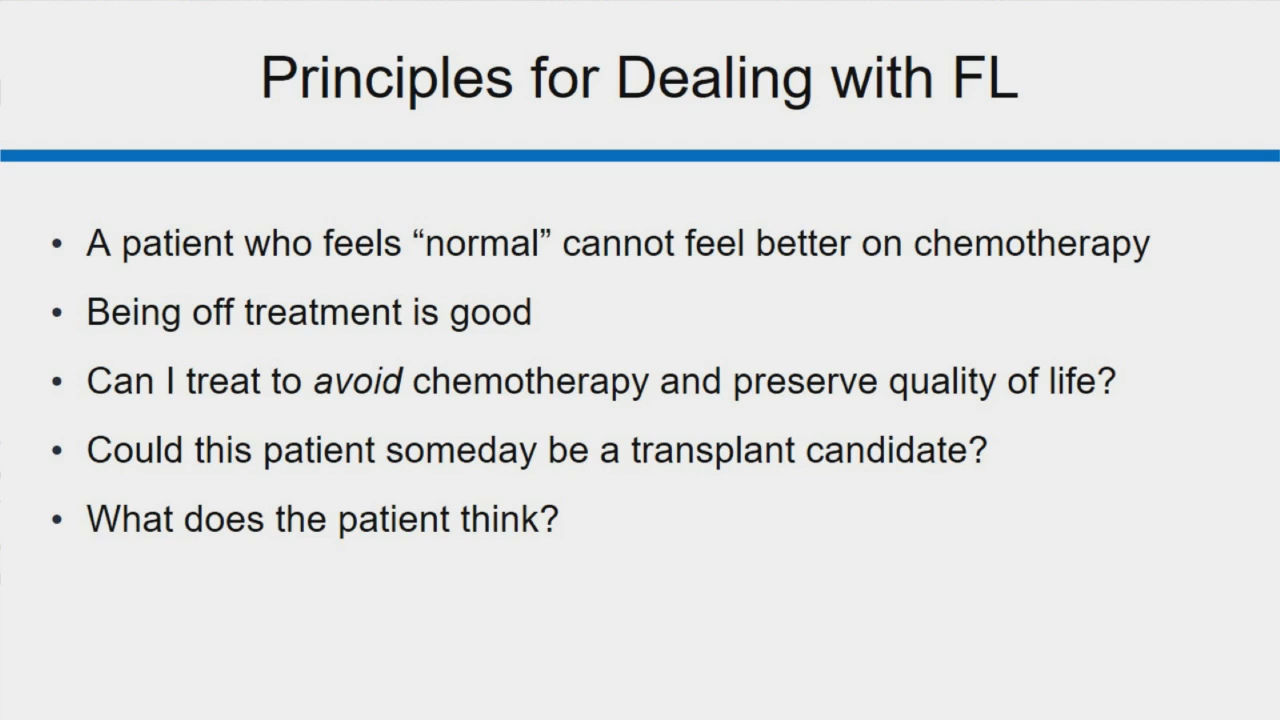 Principles for Dealing with FL
• A patient who feels “normal” cannot feel better on chemotherapy
• Being off treatment is good
• Can I treat to avoid chemotherapy and preserve quality of life?
• Could this patient someday be a transplant candidate?
• What does the patient think?